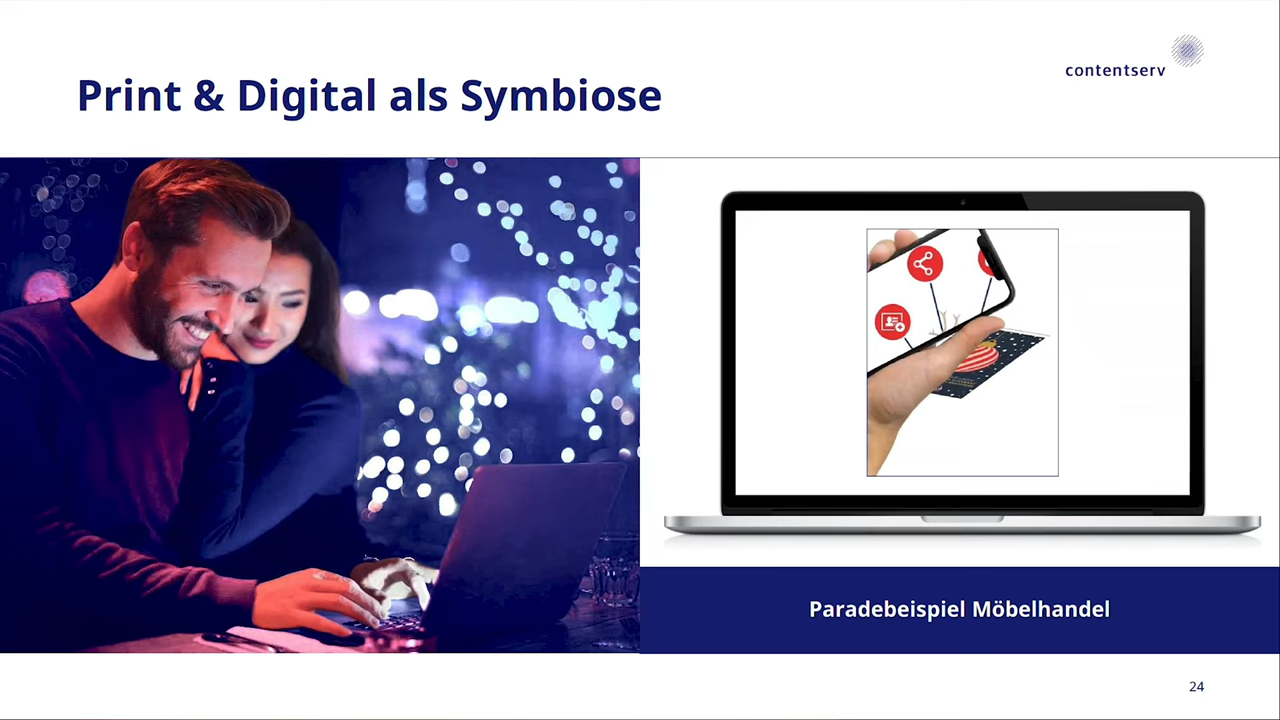 contentserv
Print & Digital als Symbiose
Paradebeispiel Möbelhandel
24